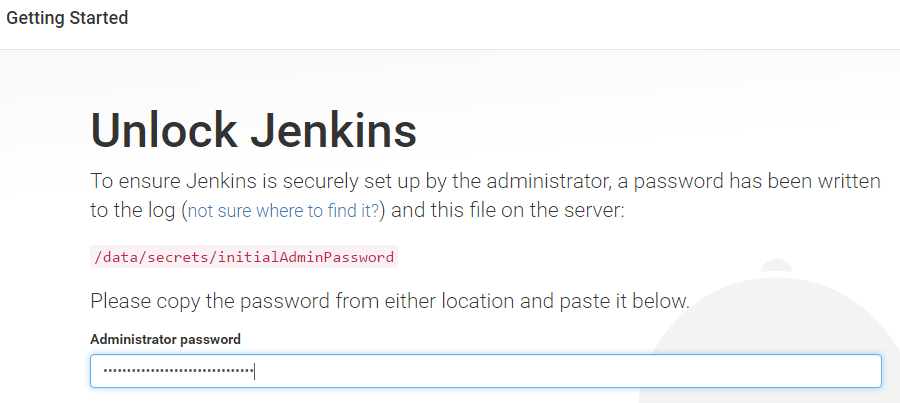 Getting Started
Unlock Jenkins
To ensure Jenkins is securely set up by the administrator, a password has been written
to the log (not sure where to find it?) and this file on the server:
/data/secrets/initialAdminPassword
Please copy the password from either location and paste it below.
Administrator password
••••••••••••••••••••••••••••••••